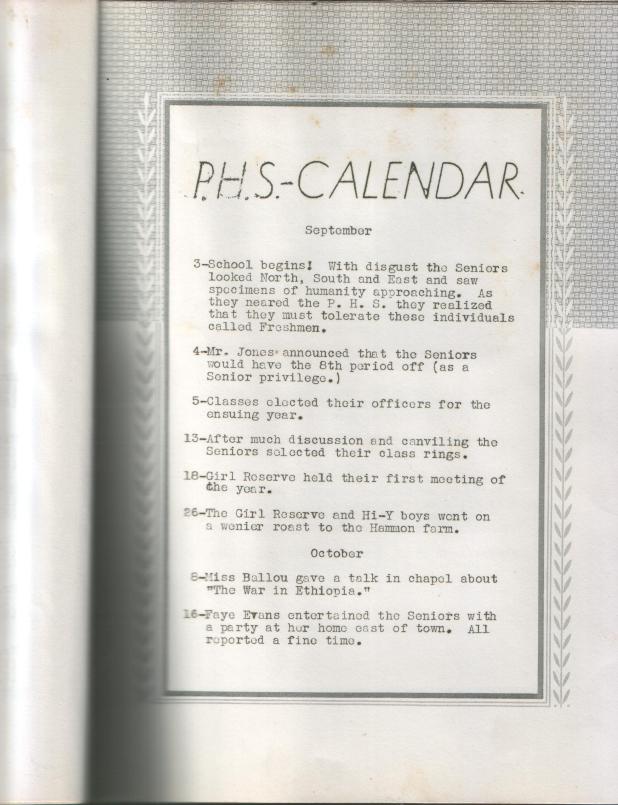 P.H.S.-CALENDAR.
September
3-School begins! With disgust the Seniors
looked North, South and East and saw
specimens of humanity approaching. As
they neared the P. H. S. they realized
that they must tolerate these individuals
called Freshmen.
4-Mr. Jones announced that the Seniors
would have the 8th period off (as a
Senior privilege.)
5-Classes elected their officers for the
ensuing year.
13-After much discussion and canviling the
Seniors selected their class rings.
18-Girl Reserve held their first meeting of
the year.
26-The Girl Reserve and Hi-Y boys went on
a wenier roast to the Hammon farm.
October
8-Miss Ballou gave a talk in chapel about
"The War in Ethiopia."
16-Faye Evans entertained the Seniors with
a party at her home east of town. All
reported a fine time.